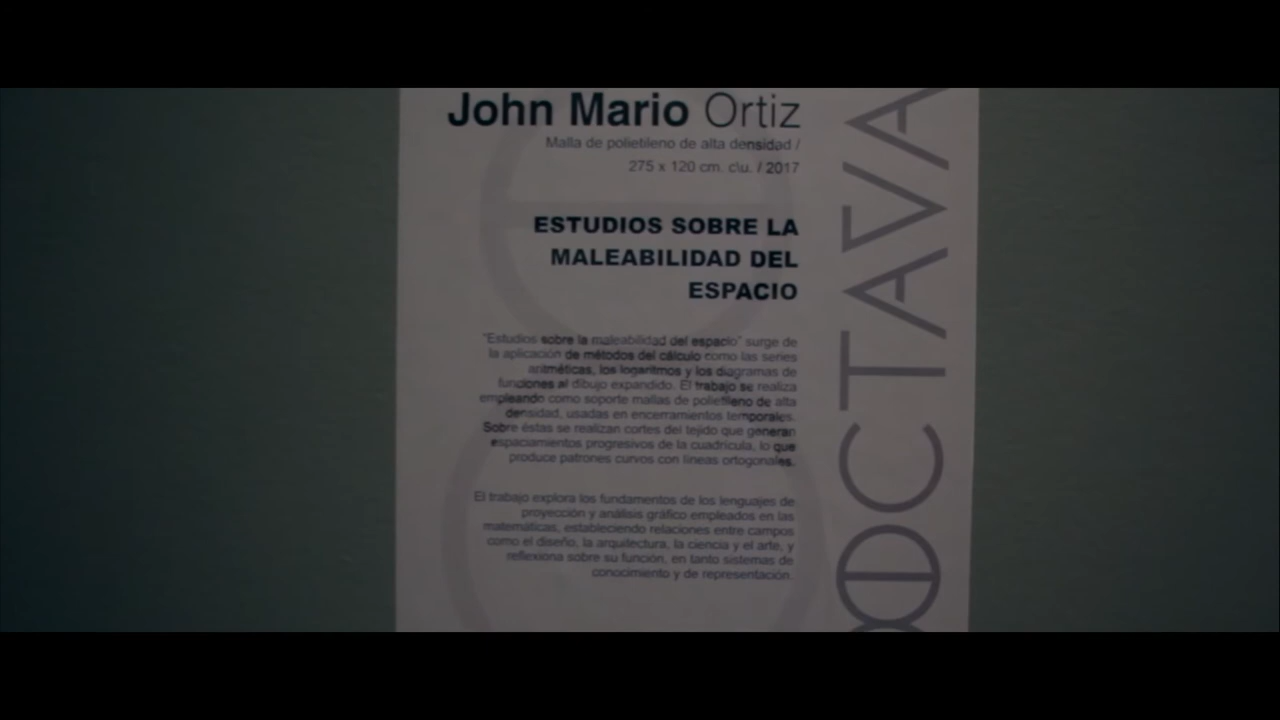 John Mario Ortiz
Malla de polietileno de alta densidad /
275 x 120 cm. c\u. / 2017
ESTUDIOS SOBRE LA
MALEABILIDAD DEL
ESPACIO
"Estudios sobre la maleabilidad del espacio" surge de
la aplicación de métodos del cálculo como las series
aritméticas, los logaritmos y los diagramas de
funciones al dibujo expandido. El trabajo se realiza
empleando como soporte mallas de polietileno de alta
densidad, usadas en encerramientos temporales.
Sobre éstas se realizan cortes del tejido que generan
espaciamientos progresivos de la cuadrícula, lo que
produce patrones curvos con líneas ortogonales.
El trabajo explora los fundamentos de los lenguajes de
proyección y análisis gráfico empleados en las
matemáticas, estableciendo relaciones entre campos
como el diseño, la arquitectura, la ciencia y el arte, y
reflexiona sobre su función, en tanto sistemas de
conocimiento y de representación.
OCTAVA